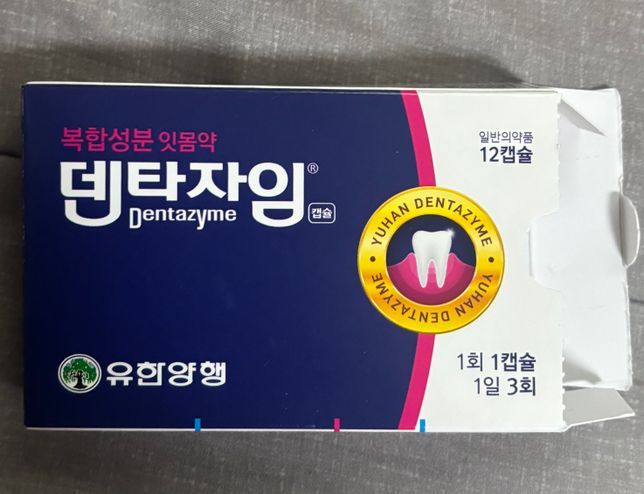 복합성분 잇몸약
덴타자임®
Dentazyme 캡슐
일반의약품
12캡슐
YUHAN DENTAZYME
YUHAN DENTAZYME
1회 1캡슐
1일 3회
유한양행